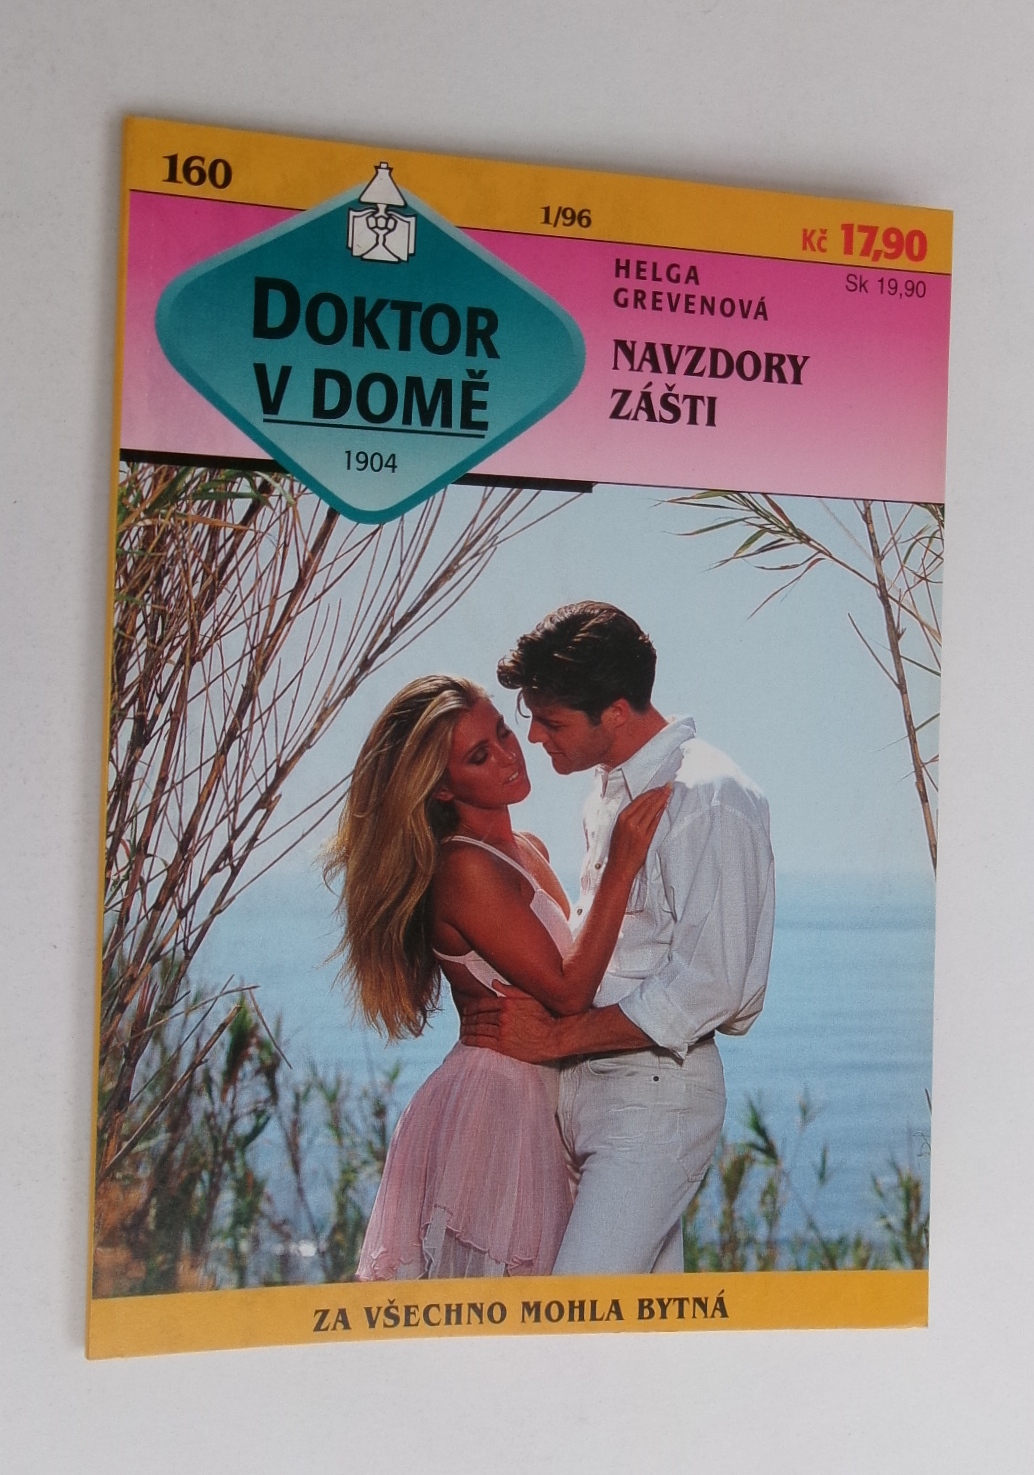 160
1/96
Kč 17,90
Sk 19,90
DOKTOR
V DOMĚ
1904
HELGA
GREVENOVÁ
NAVZDORY
ZÁŠTI
ZA VŠECHNO MOHLA BYTNÁ